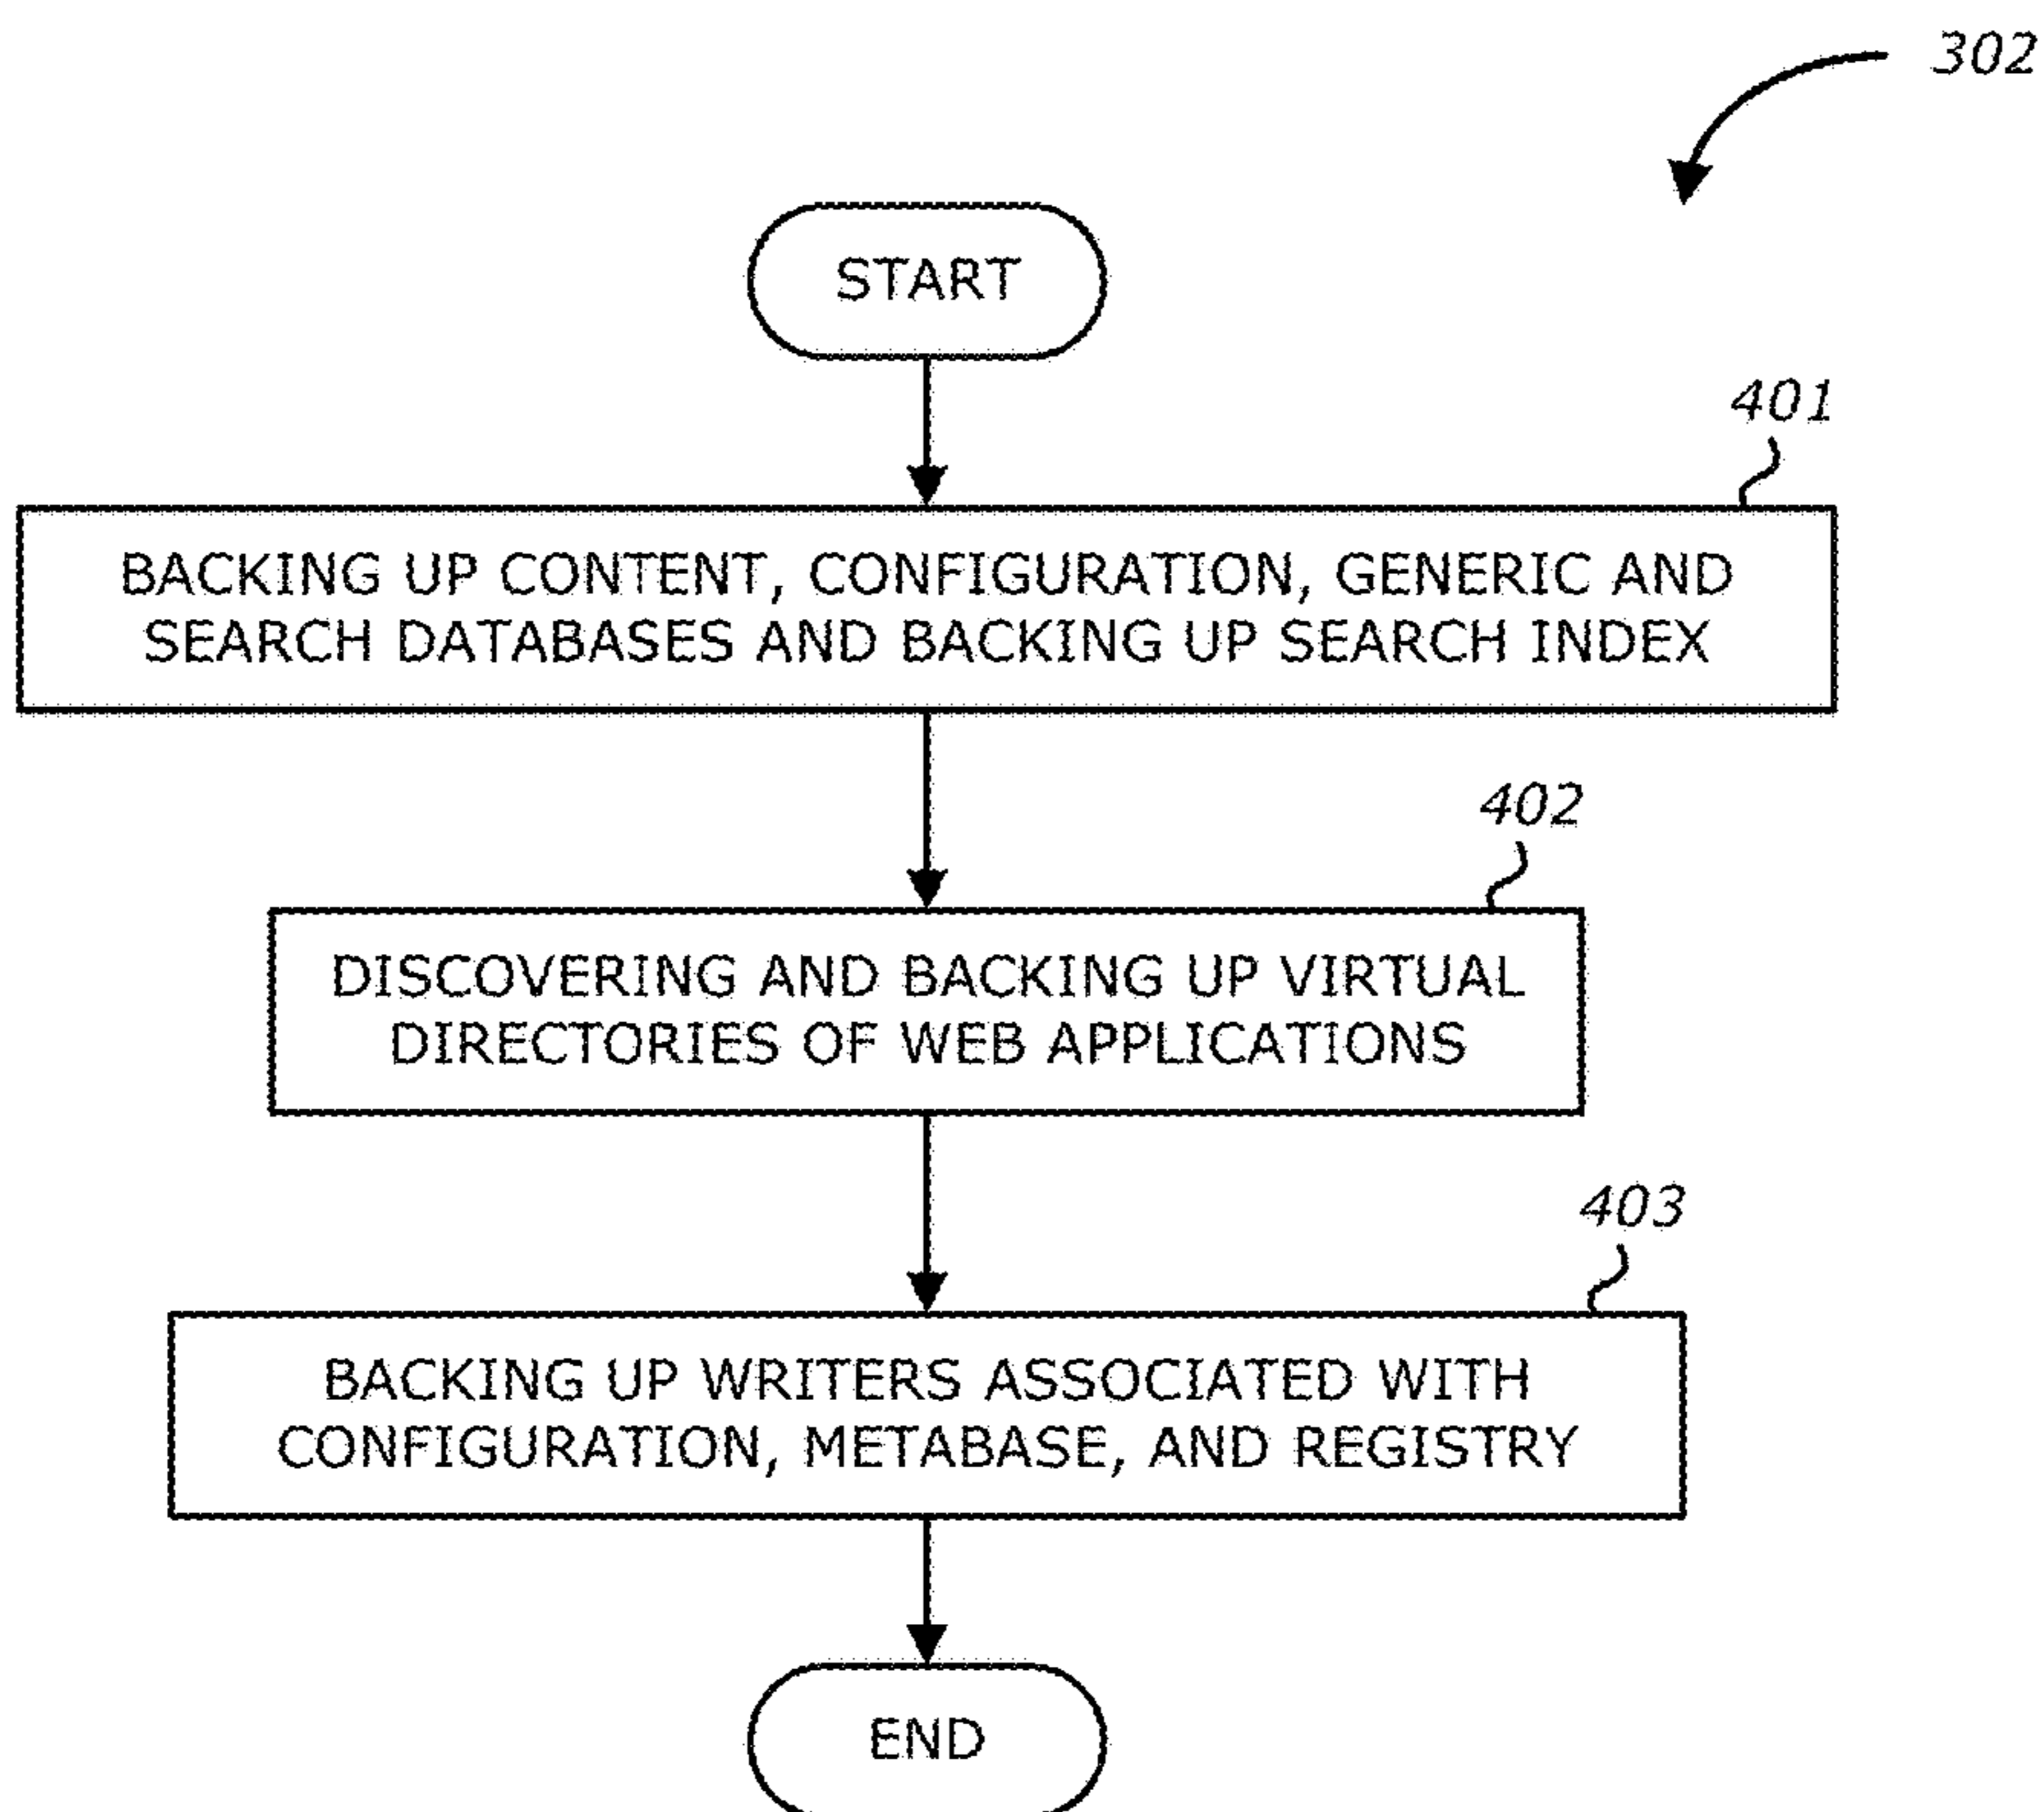 302
START
401
BACKING UP CONTENT, CONFIGURATION, GENERIC AND
SEARCH DATABASES AND BACKING UP SEARCH INDEX
402
DISCOVERING AND BACKING UP VIRTUAL
DIRECTORIES OF WEB APPLICATIONS
403
BACKING UP WRITERS ASSOCIATED WITH
CONFIGURATION, METABASE, AND REGISTRY
END